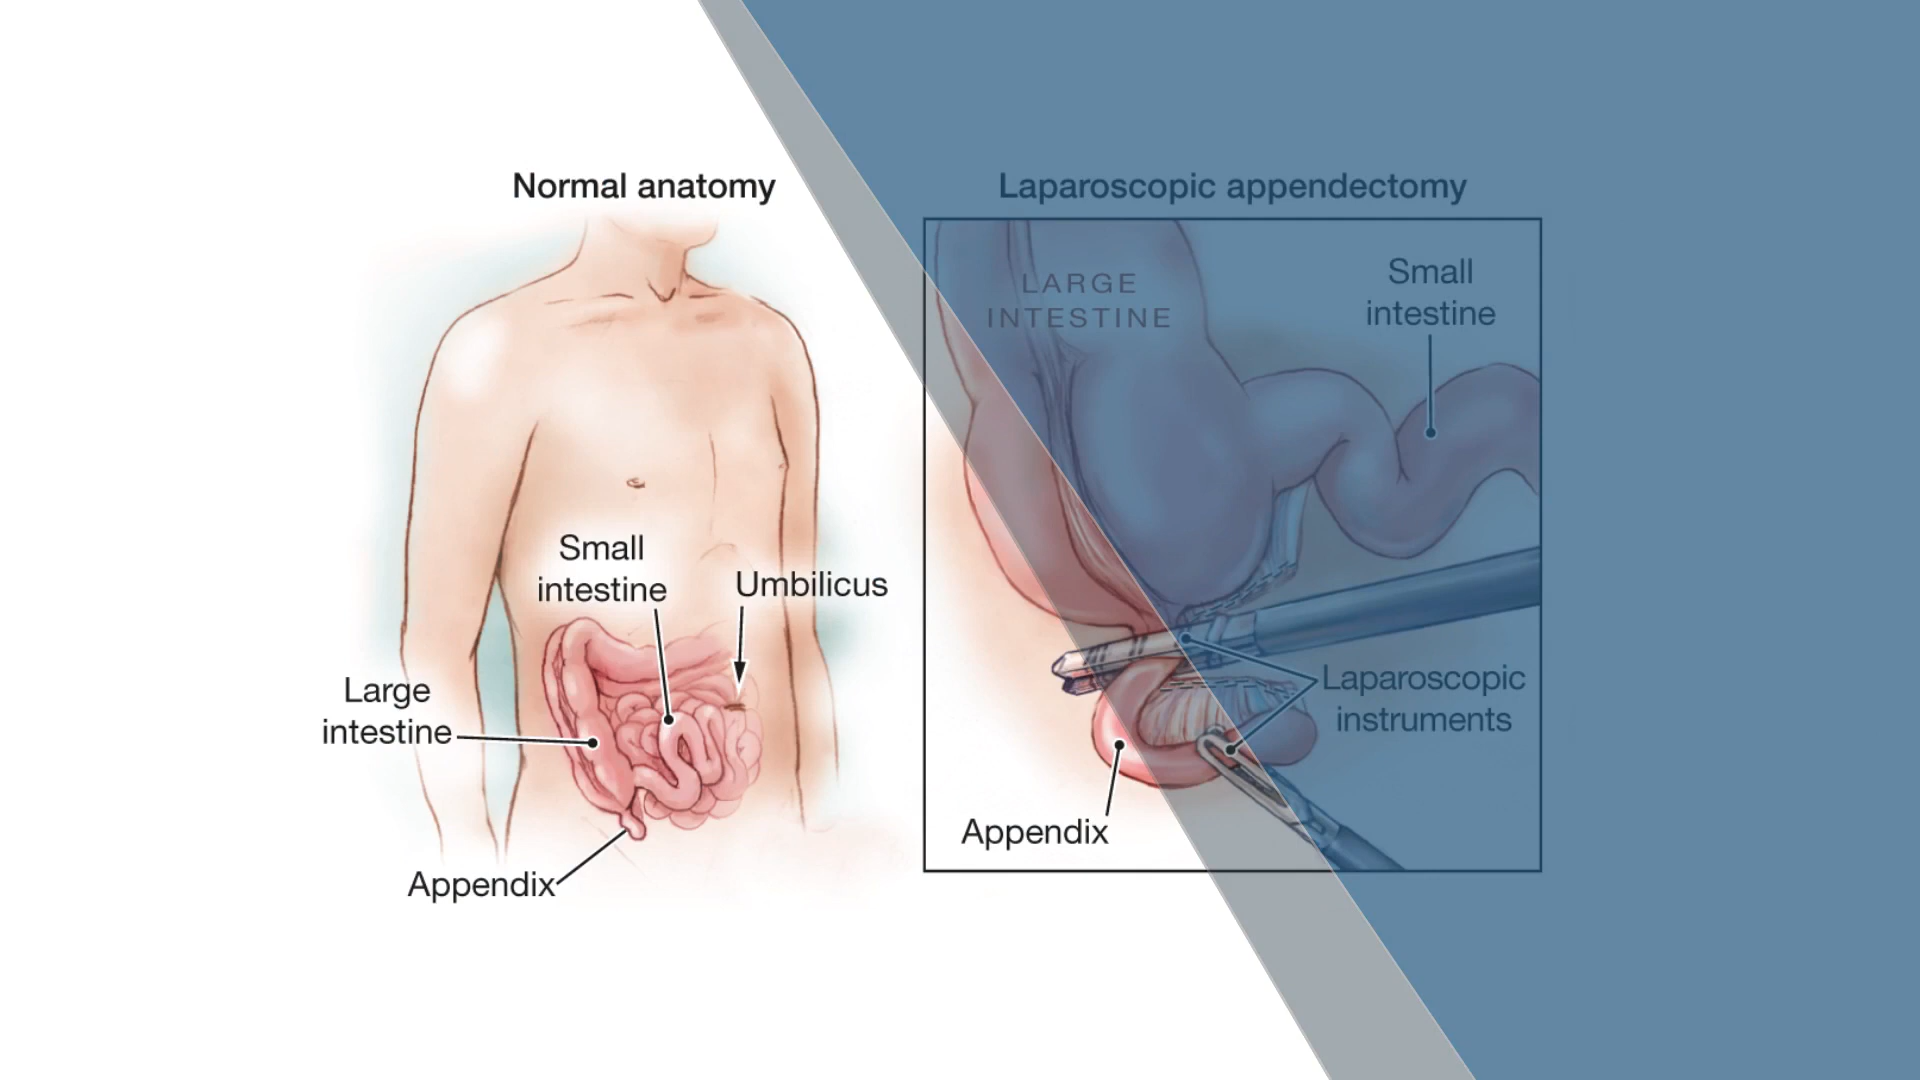 Normal anatomy
Small
intestine
Umbilicus
Large
intestine
Appendix
Laparoscopic appendectomy
LARGE
INTESTINE
Small
intestine
Laparoscopic
instruments
Appendix